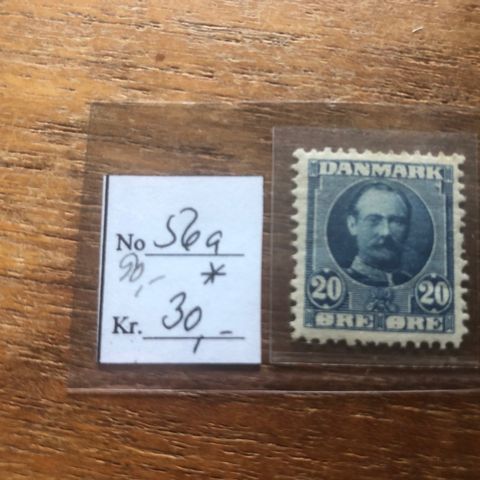 No 56a
90,-
*
Kr. 30,-
DANMARK
20 20
ØRE ØRE